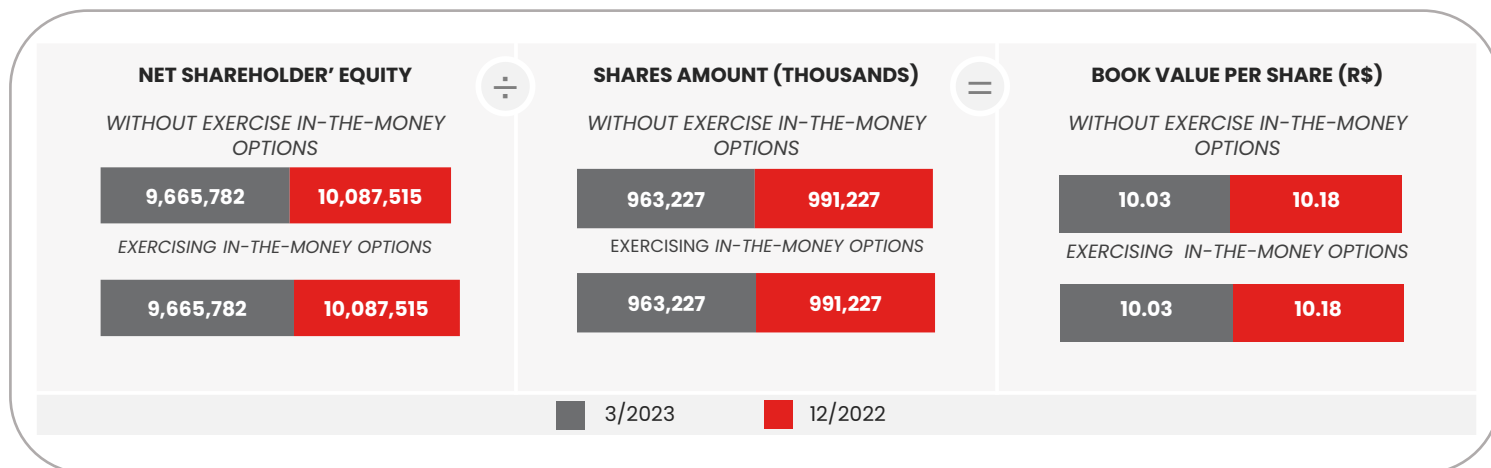 NET SHAREHOLDER’ EQUITY
÷
SHARES AMOUNT (THOUSANDS)
=
BOOK VALUE PER SHARE (R$)
WITHOUT EXERCISE IN-THE-MONEY
OPTIONS
9,665,782 10,087,515
EXERCISING IN-THE-MONEY OPTIONS
9,665,782 10,087,515
WITHOUT EXERCISE IN-THE-MONEY
OPTIONS
963,227 991,227
EXERCISING IN-THE-MONEY OPTIONS
963,227 991,227
WITHOUT EXERCISE IN-THE-MONEY
OPTIONS
10.03 10.18
EXERCISING IN-THE-MONEY OPTIONS
10.03 10.18
3/2023 12/2022